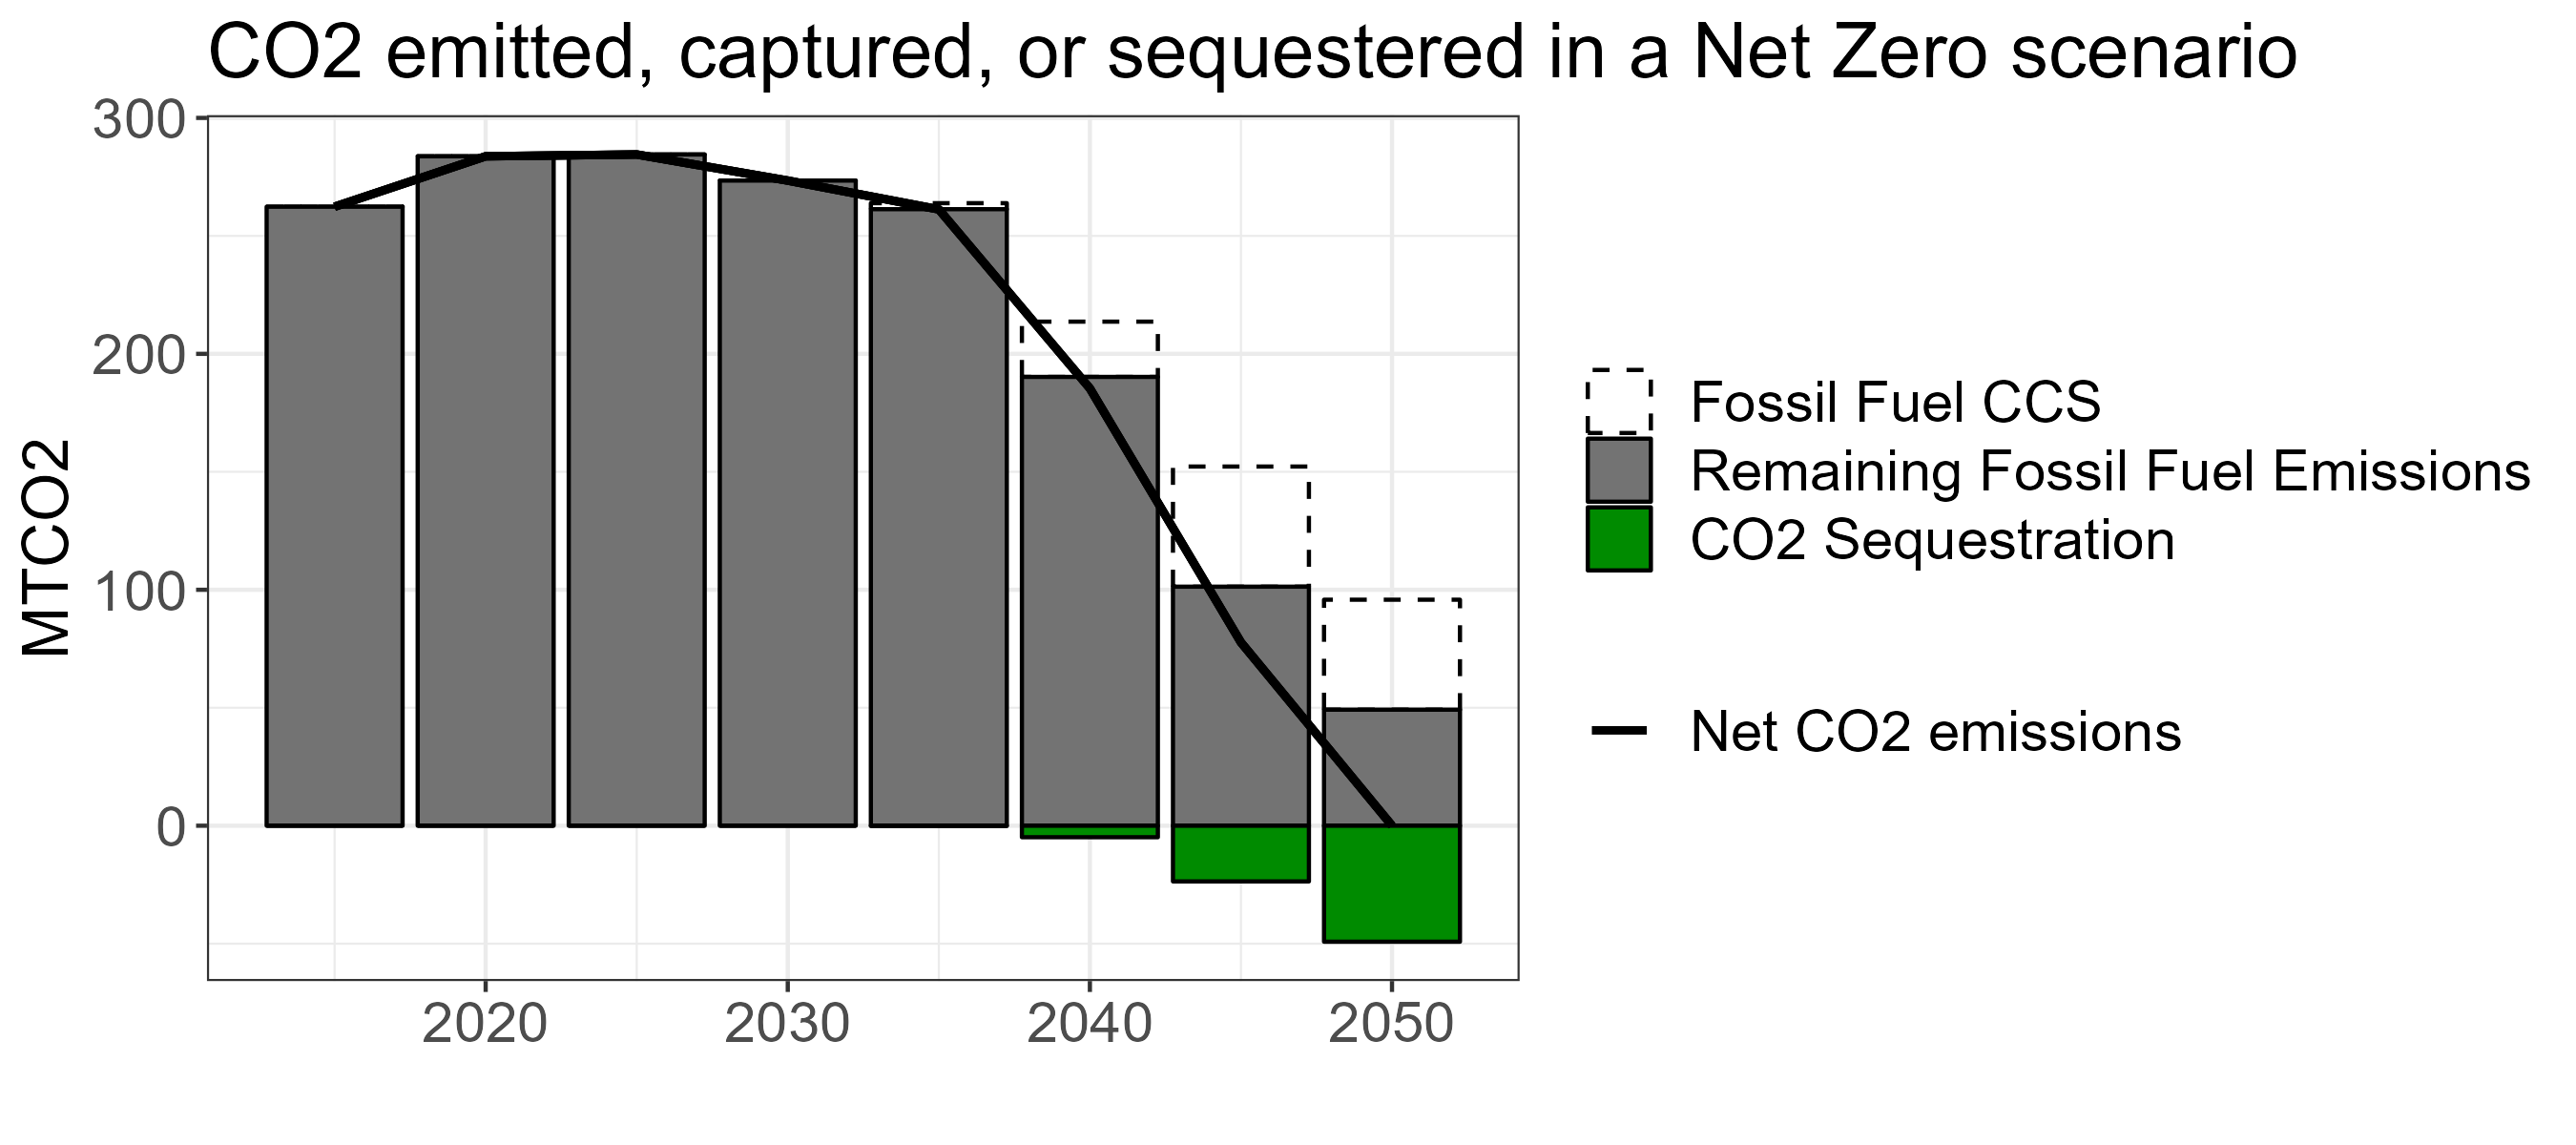 CO2 emitted, captured, or sequestered in a Net Zero scenario
MTCO2
300
200
100
0
2020
2030
2040
2050
Fossil Fuel CCS
Remaining Fossil Fuel Emissions
CO2 Sequestration
Net CO2 emissions